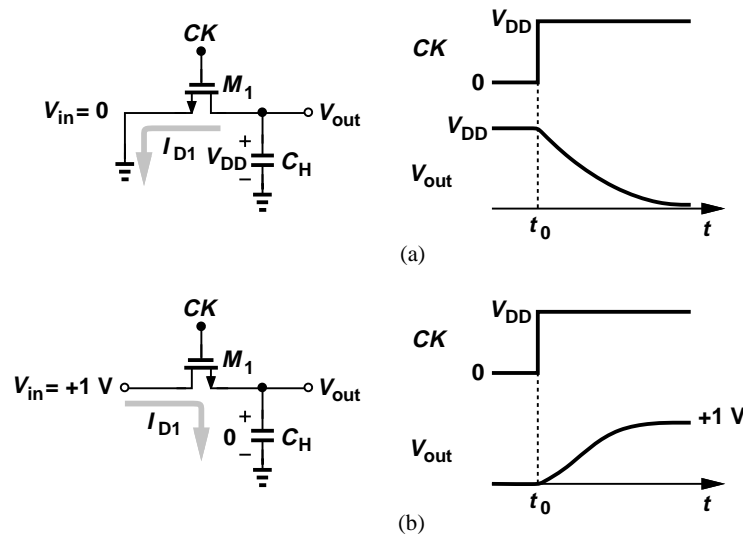 CK
M1
Vin = 0
Vout
ID1
VDD
+
−
CH
VDD
CK
0
VDD
Vout
t0
t
(a)
CK
M1
Vin = +1 V
Vout
ID1
0
+
−
CH
VDD
CK
0
+1 V
Vout
t0
t
(b)